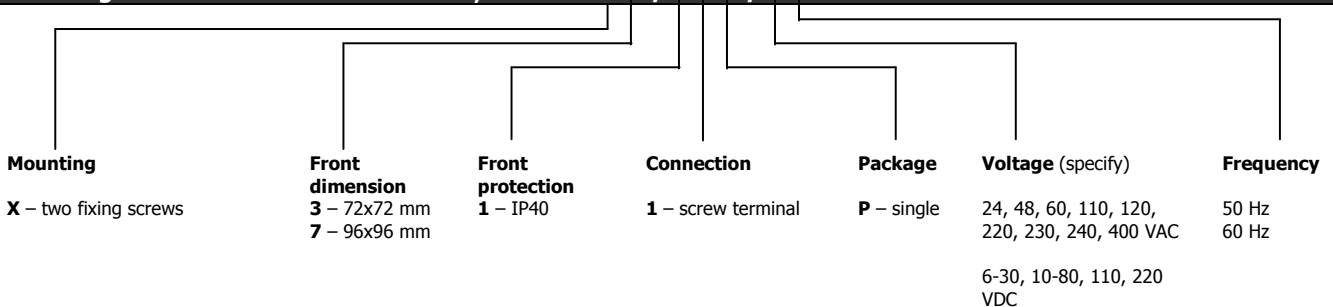 Mounting
X – two fixing screws
Front
dimension
3 – 72x72 mm
7 – 96x96 mm
Front
protection
1 – IP40
Connection
1 – screw terminal
Package
P – single
Voltage (specify)
24, 48, 60, 110, 120,
220, 230, 240, 400 VAC
6-30, 10-80, 110, 220
VDC
Frequency
50 Hz
60 Hz